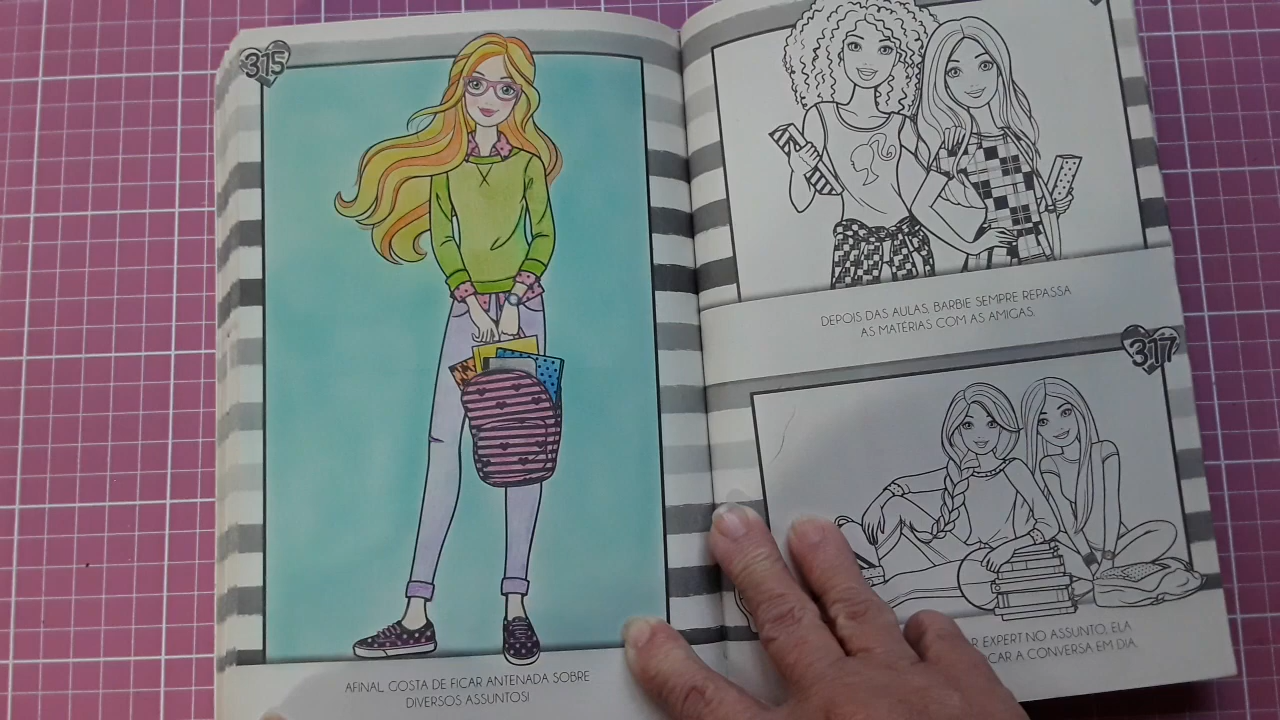 315
AFINAL, GOSTA DE FICAR ANTENADA SOBRE
DIVERSOS ASSUNTOS!
DEPOIS DAS AULAS, BARBIE SEMPRE REPASSA
AS MATÉRIAS COM AS AMIGAS.
317
EXPERT NO ASSUNTO, ELA
A CONVERSA EM DIA.